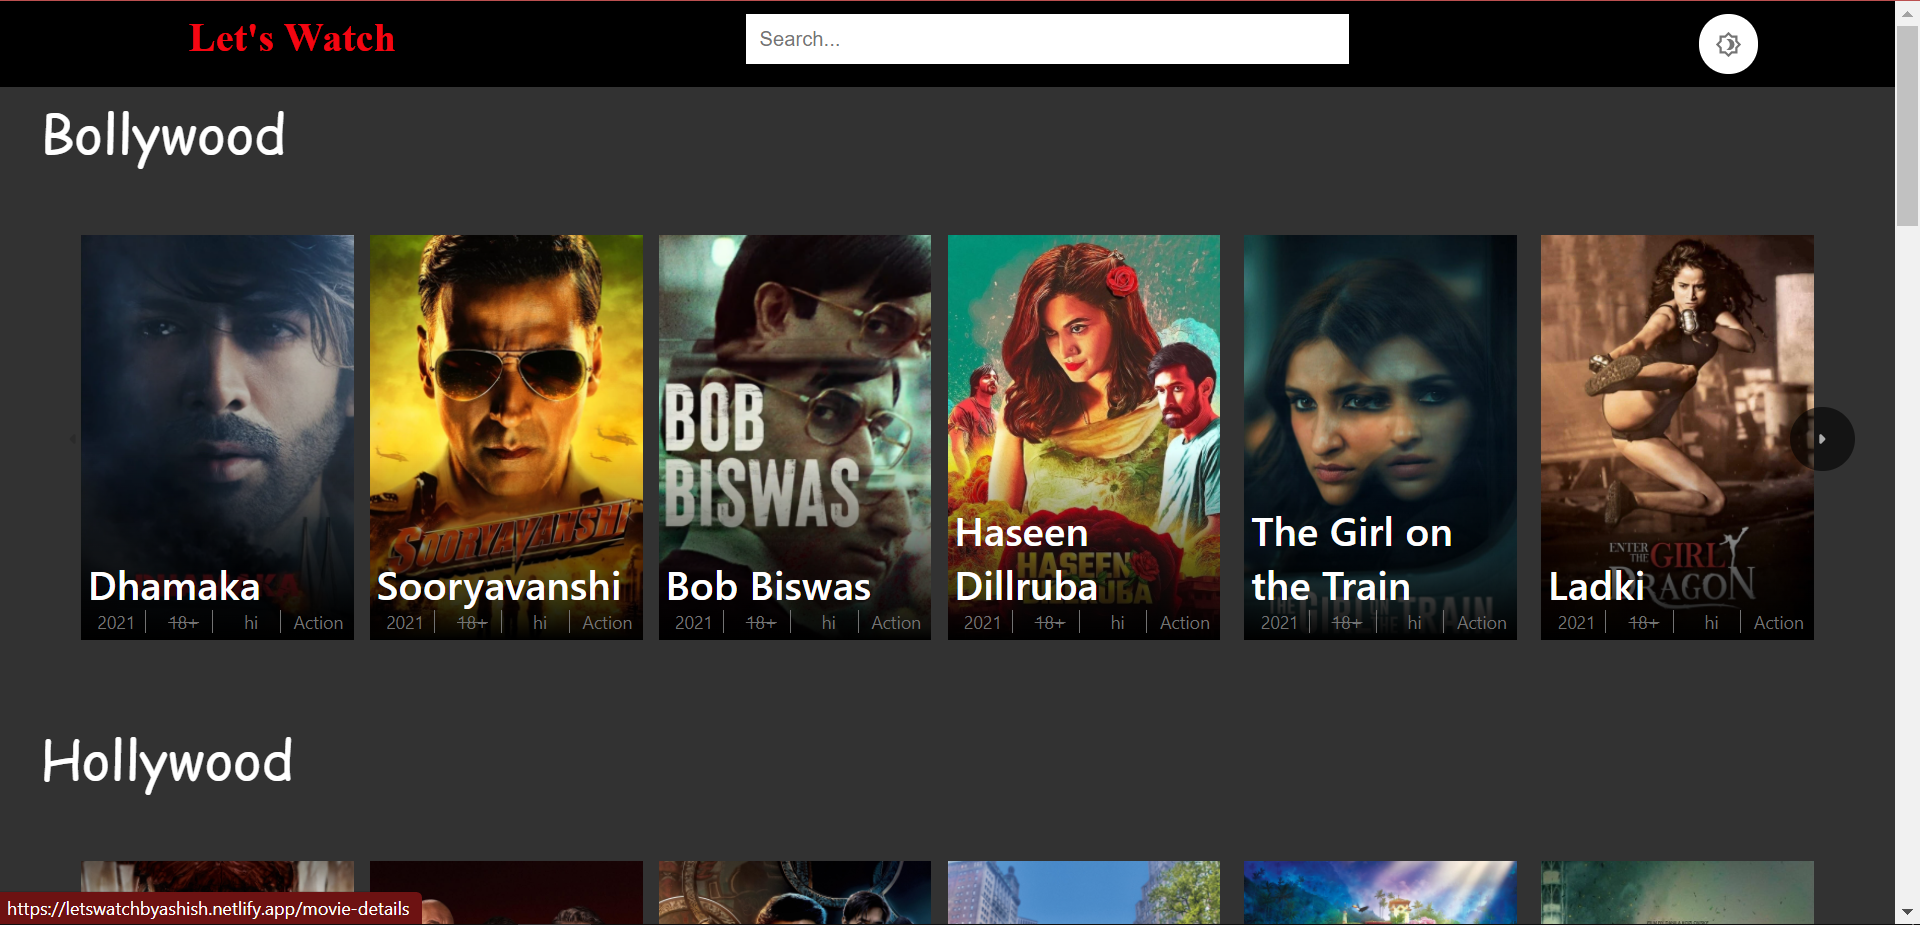 Let's Watch
Search...
Bollywood
BOB
BISWAS
SOORYAVANSHI
HASEEN
DILLRUBA
THE GIRL ON
THE TRAIN
ENTER THE GIRL
DRAGON
Dhamaka
Sooryavanshi
Bob Biswas
Haseen
Dillruba
The Girl on
the Train
Ladki
2021 18+ hi Action
2021 18+ hi Action
2021 18+ hi Action
2021 18+ hi Action
2021 18+ hi Action
2021 18+ hi Action
Hollywood
https://letswatchbyashish.netlify.app/movie-details